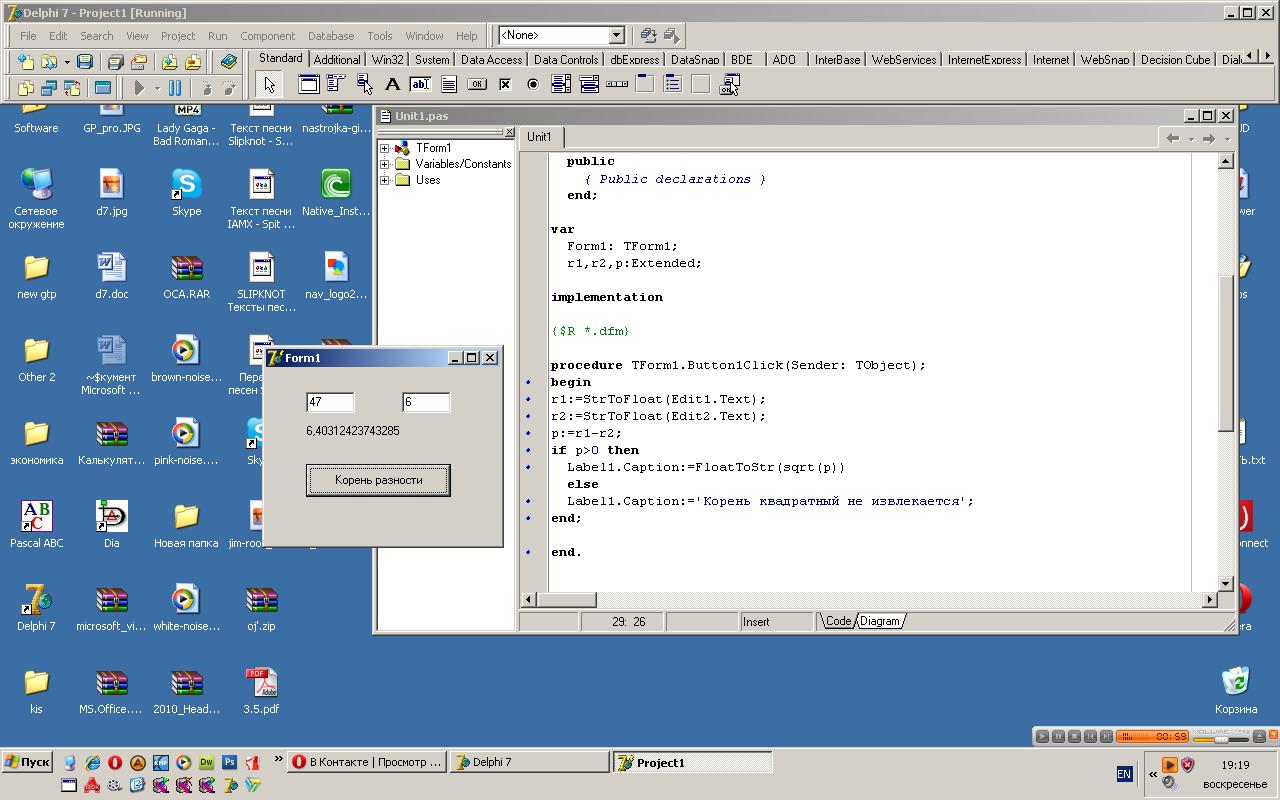 Delphi 7 - Project1 [Running]
File Edit Search View Project Run Component Database Tools Window Help
<None>
Standard Additional Win32 System Data Access Data Controls dbExpress DataSnap BDE ADO InterBase WebServices InternetExpress Internet WebSnap Decision Cube
Software
GP_pro.JPG
MP4
Lady Gaga -
Bad Roman...
Текст песни
Slipknot - S...
nastrojka-gi...
Сетевое
окружение
d7.jpg
Skype
Текст песни
IAMX - Spit ...
Native_Inst...
new gtp
d7.doc
OCA.RAR
SLIPKNOT
Тексты пес...
nav_logo2...
Other 2
~$кумент
Microsoft ...
brown-noise...
экономика
Калькулят...
pink-noise....
Pascal ABC
Dia
Новая папка
Delphi 7
microsoft_vi...
white-noise...
oj'.zip
kis
MS.Office....
2010_Head...
3.5.pdf
Корзина
Unit1.pas
TForm1
Variables/Constants
Uses
Unit1
public
{ Public declarations }
end;
var
Form1: TForm1;
r1,r2,p:Extended;
implementation
{$R *.dfm}
procedure TForm1.Button1Click(Sender: TObject);
begin
r1:=StrToFloat(Edit1.Text);
r2:=StrToFloat(Edit2.Text);
p:=r1-r2;
if p>0 then
Label1.Caption:=FloatToStr(sqrt(p))
else
Label1.Caption:='Корень квадратный не извлекается';
end;
end.
29: 26 Insert Code Diagram
Form1
47 6
6,40312423743285
Корень разности
00:59
Пуск
В Контакте | Просмотр ...
Delphi 7
Project1
EN
19:19
воскресенье